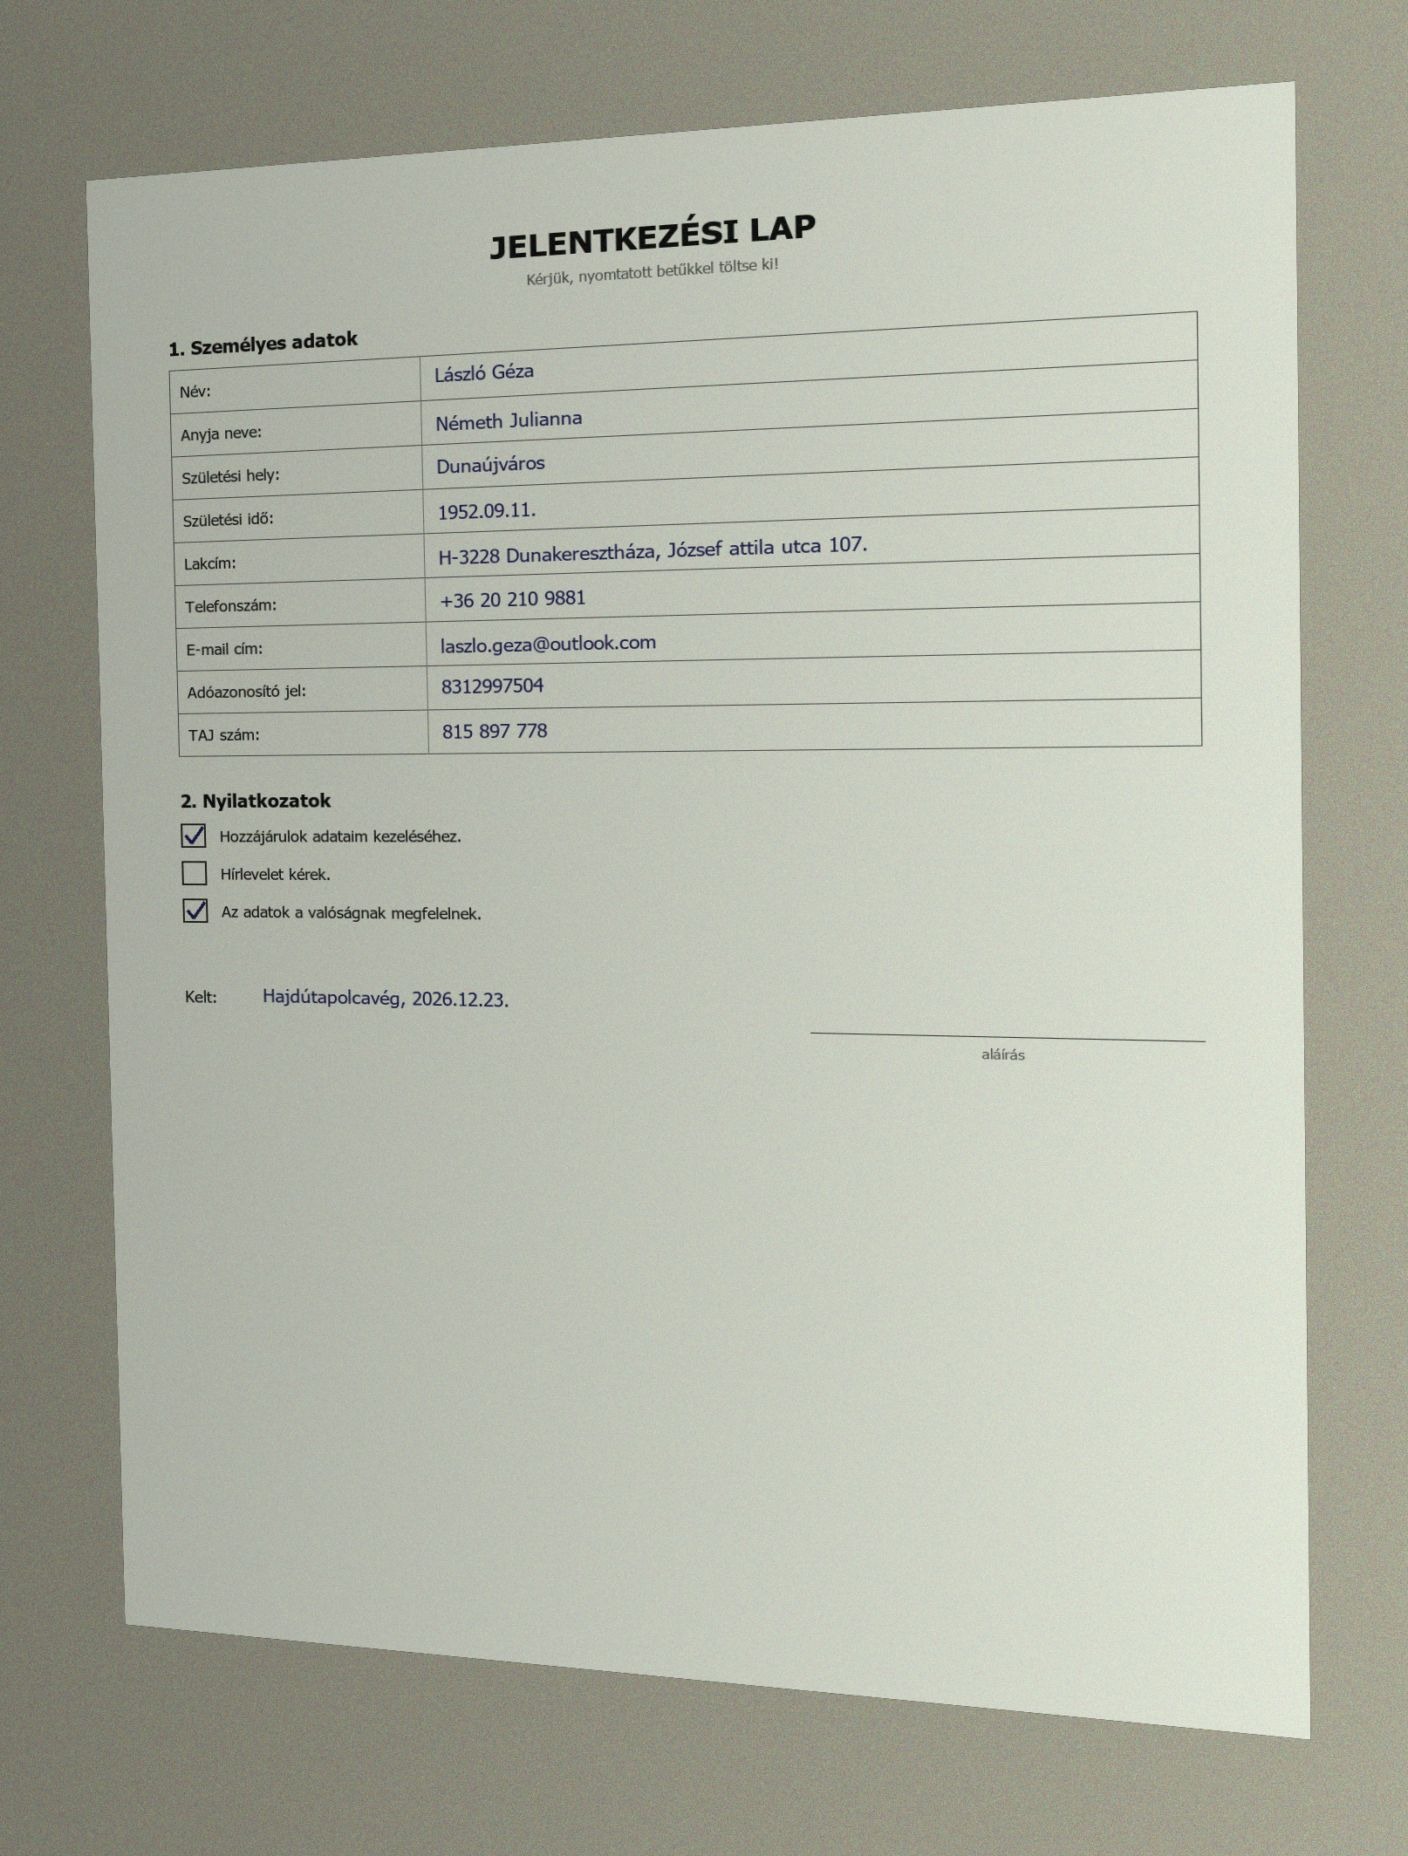 JELENTKEZÉSI LAP
Kérjük, nyomtatott betűkkel töltse ki!
1. Személyes adatok
Név: László Géza
Anyja neve: Németh Julianna
Születési hely: Dunaújváros
Születési idő: 1952.09.11.
Lakcím: H-3228 Dunakeresztháza, József attila utca 107.
Telefonszám: +36 20 210 9881
E-mail cím: laszlo.geza@outlook.com
Adóazonosító jel: 8312997504
TAJ szám: 815 897 778
2. Nyilatkozatok
Hozzájárulok adataim kezeléséhez.
Hírlevelet kérek.
Az adatok a valóságnak megfelelnek.
Kelt: Hajdútapolcavég, 2026.12.23.
aláírás